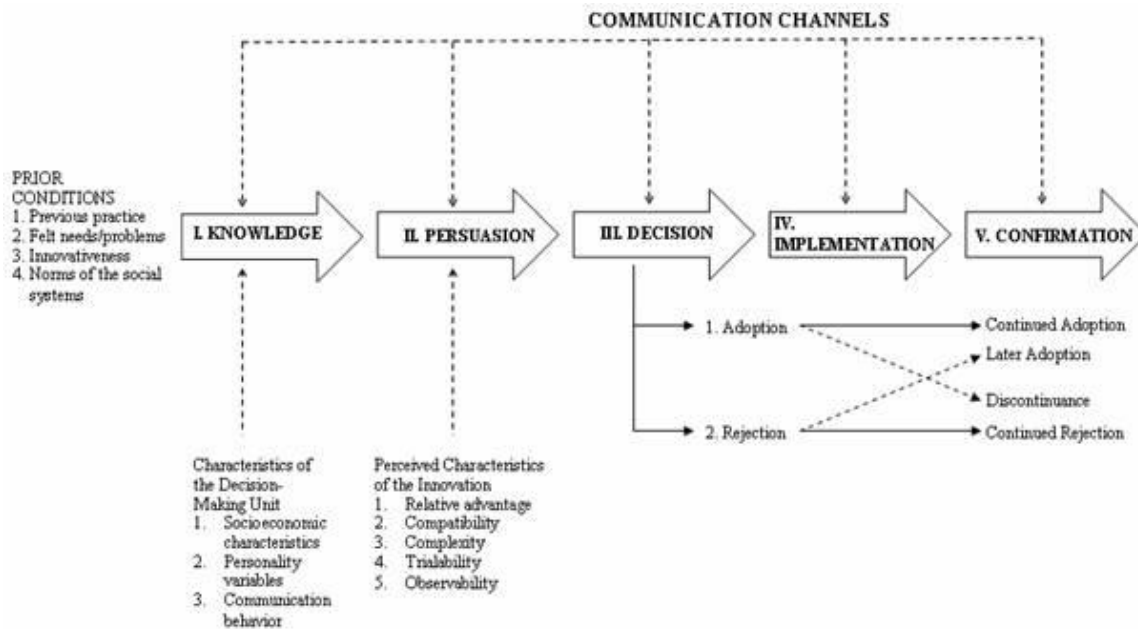 COMMUNICATION CHANNELS
PRIOR
CONDITIONS
1. Previous practice
2. Felt needs/problems
3. Innovativeness
4. Norms of the social
systems
I. KNOWLEDGE
II. PERSUASION
III. DECISION
IV.
IMPLEMENTATION
V. CONFIRMATION
1. Adoption
2. Rejection
Continued Adoption
Later Adoption
Discontinuance
Continued Rejection
Characteristics of
the Decision-
Making Unit
1. Socioeconomic
characteristics
2. Personality
variables
3. Communication
behavior
Perceived Characteristics
of the Innovation
1. Relative advantage
2. Compatibility
3. Complexity
4. Trialability
5. Observability